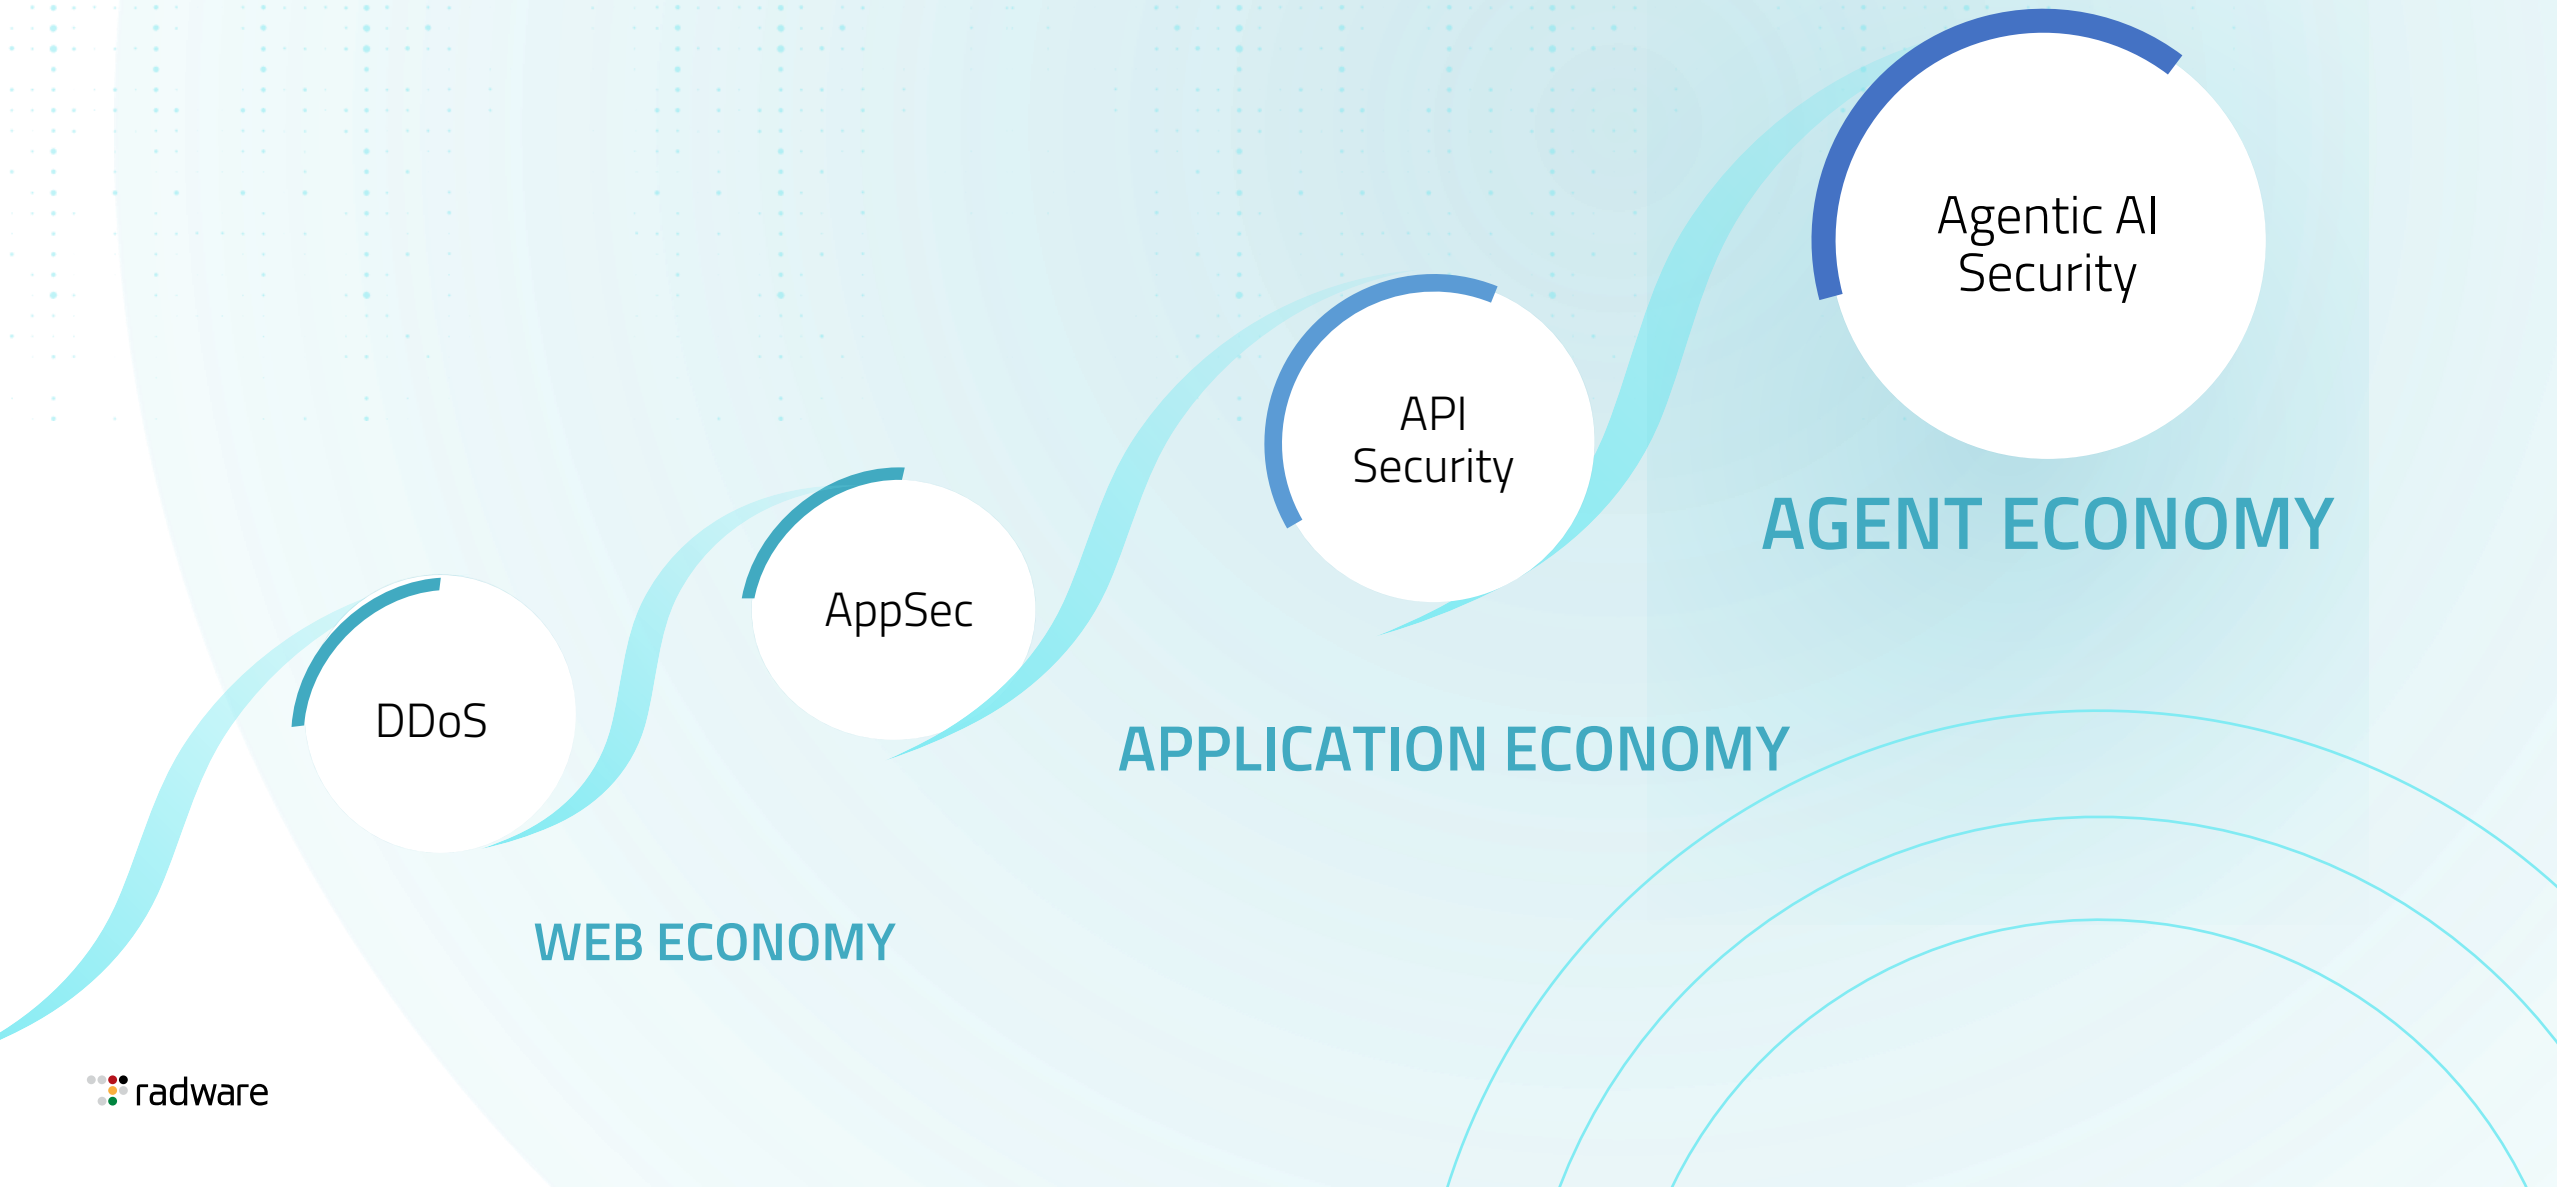 Agentic AI
Security
API
Security
AGENT ECONOMY
AppSec
DDoS
APPLICATION ECONOMY
WEB ECONOMY
radware